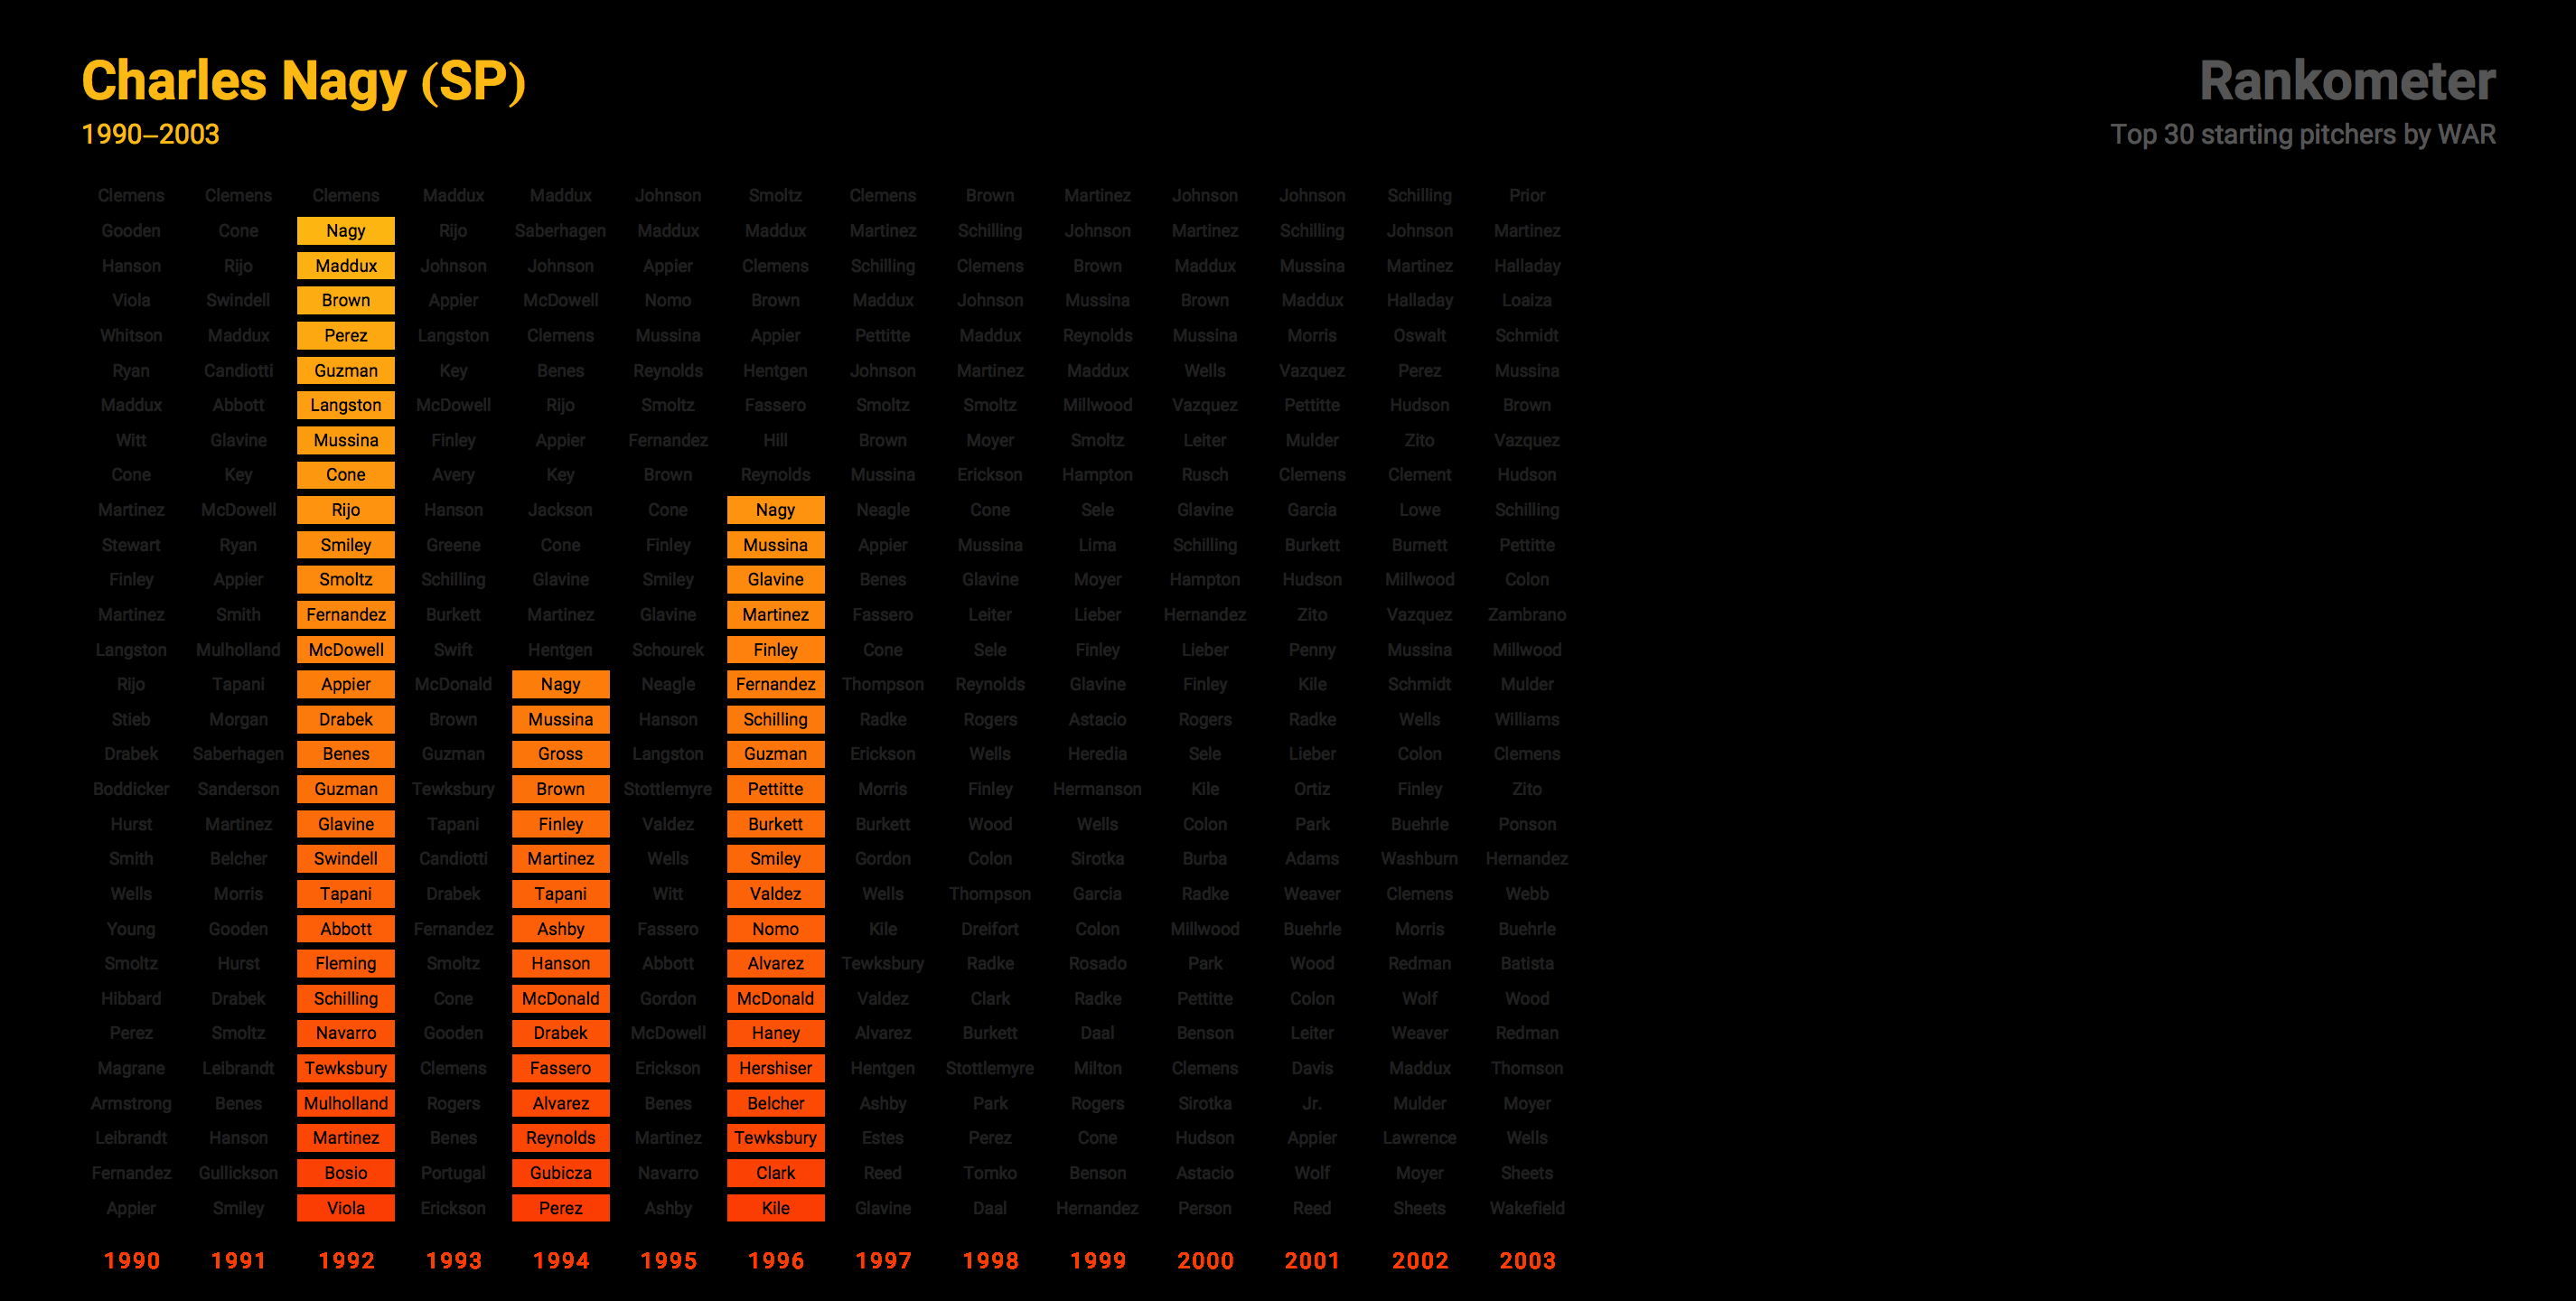 Charles Nagy (SP)
1990–2003
Rankometer
Top 30 starting pitchers by WAR
Clemens Clemens Clemens Maddux Maddux Johnson Smoltz Clemens Brown Martinez Johnson Johnson Schilling Prior
Gooden Cone Nagy Rijo Saberhagen Maddux Maddux Martinez Schilling Johnson Martinez Schilling Johnson Martinez
Hanson Rijo Maddux Johnson Johnson Appier Clemens Schilling Clemens Brown Maddux Mussina Martinez Halladay
Viola Swindell Brown Appier McDowell Nomo Brown Maddux Johnson Mussina Brown Maddux Halladay Loaiza
Whitson Maddux Perez Langston Clemens Mussina Appier Pettitte Maddux Reynolds Mussina Morris Oswalt Schmidt
Ryan Candiotti Guzman Key Benes Reynolds Hentgen Johnson Martinez Maddux Wells Vazquez Perez Mussina
Maddux Abbott Langston McDowell Rijo Smoltz Fassero Smoltz Smoltz Millwood Vazquez Pettitte Hudson Brown
Witt Glavine Mussina Finley Appier Fernandez Hill Brown Moyer Smoltz Leiter Mulder Zito Vazquez
Cone Key Cone Avery Key Brown Reynolds Mussina Erickson Hampton Rusch Clemens Clement Hudson
Martinez McDowell Rijo Hanson Jackson Cone Nagy Neagle Cone Sele Glavine Garcia Lowe Schilling
Stewart Ryan Smiley Greene Cone Finley Mussina Appier Mussina Lima Schilling Burkett Burnett Pettitte
Finley Appier Smoltz Schilling Glavine Smiley Glavine Benes Glavine Moyer Hampton Hudson Millwood Colon
Martinez Smith Fernandez Burkett Martinez Glavine Martinez Fassero Leiter Lieber Hernandez Zito Vazquez Zambrano
Langston Mulholland McDowell Swift Hentgen Schourek Finley Cone Sele Finley Lieber Penny Mussina Millwood
Rijo Tapani Appier McDonald Nagy Neagle Fernandez Thompson Reynolds Glavine Finley Kile Schmidt Mulder
Stieb Morgan Drabek Brown Mussina Hanson Schilling Radke Rogers Astacio Rogers Radke Wells Williams
Drabek Saberhagen Benes Guzman Gross Langston Guzman Erickson Wells Heredia Sele Lieber Colon Clemens
Boddicker Sanderson Guzman Tewksbury Brown Stottlemyre Pettitte Morris Finley Hermanson Kile Ortiz Finley Zito
Hurst Martinez Glavine Tapani Finley Valdez Burkett Burkett Wood Wells Colon Park Buehrle Ponson
Smith Belcher Swindell Candiotti Martinez Wells Smiley Gordon Colon Sirotka Burba Adams Washburn Hernandez
Wells Morris Tapani Drabek Tapani Witt Valdez Wells Thompson Garcia Radke Weaver Clemens Webb
Young Gooden Abbott Fernandez Ashby Fassero Nomo Kile Dreifort Colon Millwood Buehrle Morris Buehrle
Smoltz Hurst Fleming Smoltz Hanson Abbott Alvarez Tewksbury Radke Rosado Park Wood Redman Batista
Hibbard Drabek Schilling Cone McDonald Gordon McDonald Valdez Clark Radke Pettitte Colon Wolf Wood
Perez Smoltz Navarro Gooden Drabek McDowell Haney Alvarez Burkett Daal Benson Leiter Weaver Redman
Magrane Leibrandt Tewksbury Clemens Fassero Erickson Hershiser Hentgen Stottlemyre Milton Clemens Davis Maddux Thomson
Armstrong Benes Mulholland Rogers Alvarez Benes Belcher Ashby Park Rogers Sirotka Jr. Mulder Moyer
Leibrandt Hanson Martinez Benes Reynolds Martinez Tewksbury Estes Perez Cone Hudson Appier Lawrence Wells
Fernandez Gullickson Bosio Portugal Gubicza Navarro Clark Reed Tomko Benson Astacio Wolf Moyer Sheets
Appier Smiley Viola Erickson Perez Ashby Kile Glavine Daal Hernandez Person Reed Sheets Wakefield
1990 1991 1992 1993 1994 1995 1996 1997 1998 1999 2000 2001 2002 2003